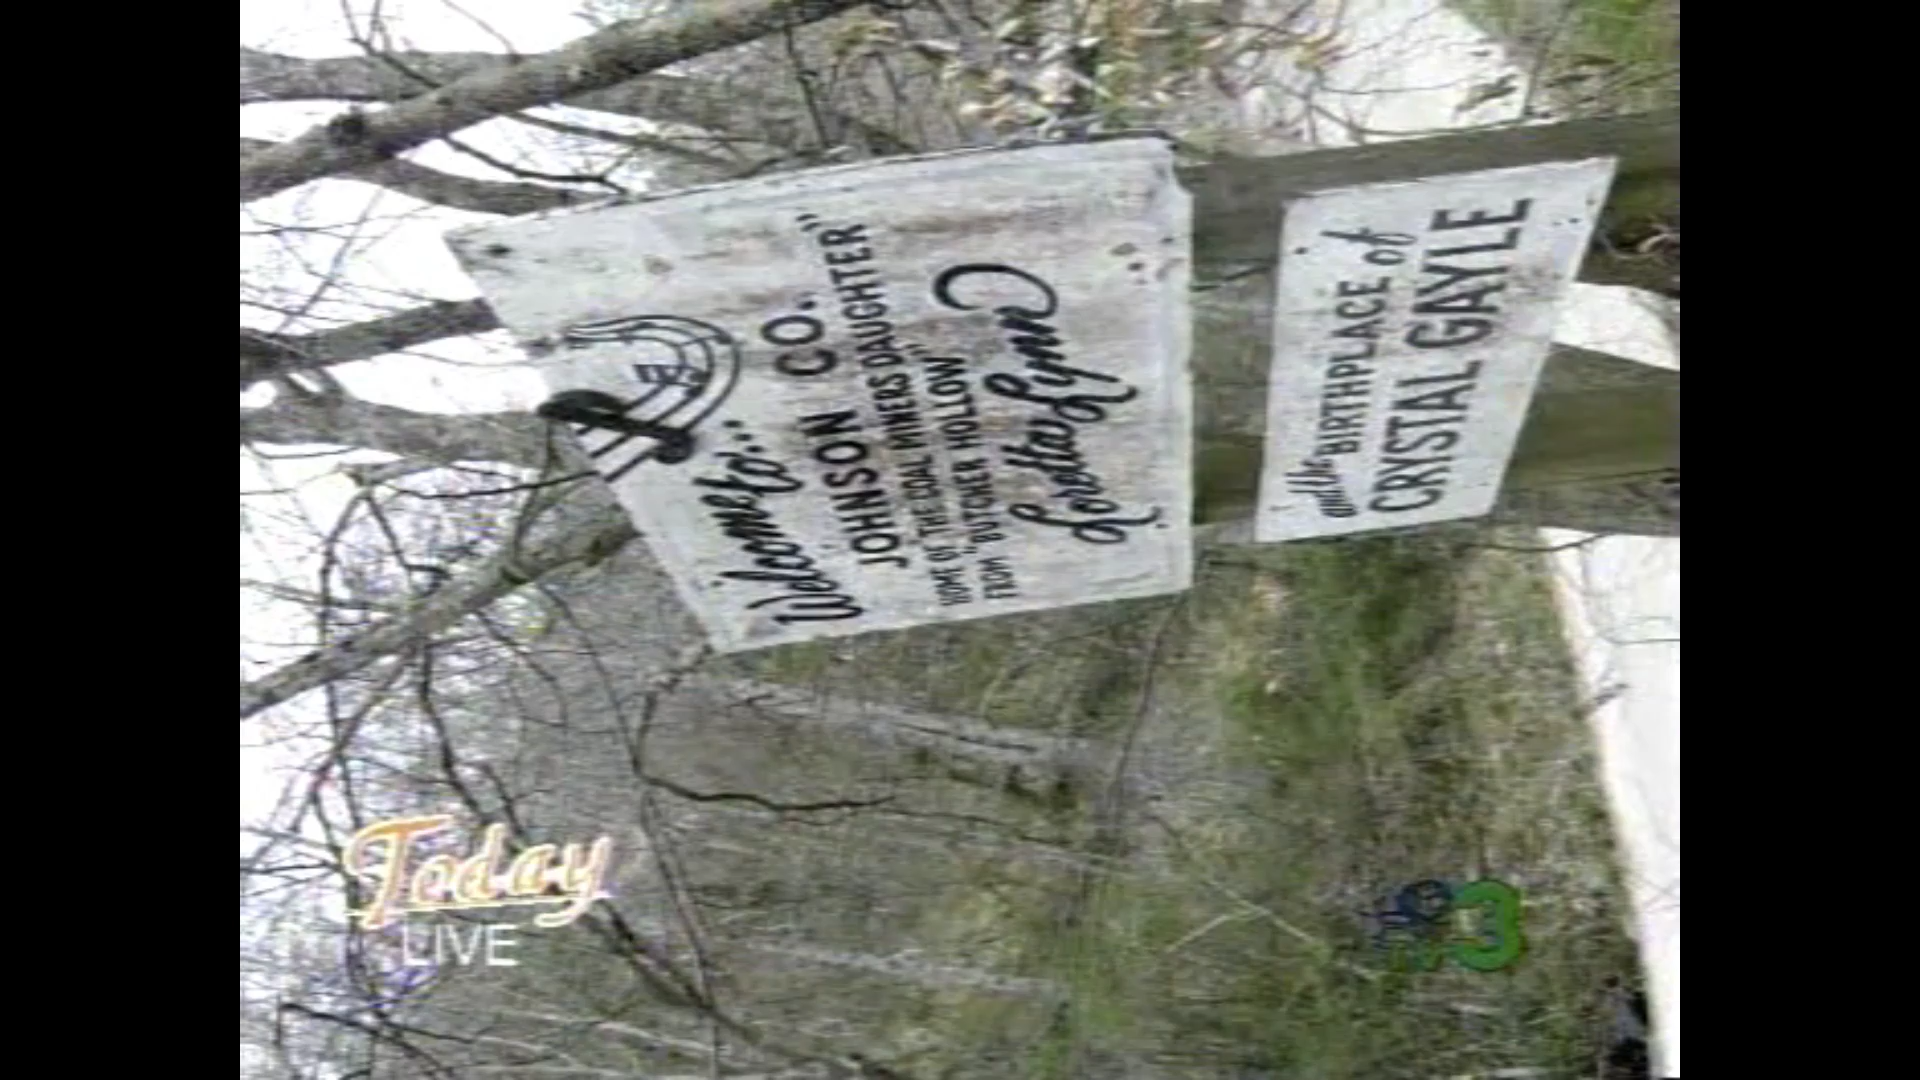 Welcome to...
JOHNSON CO.
HOME OF THE "COAL MINERS DAUGHTER"
FROM "BUTCHER HOLLOW"
Loretta Lynn
and the BIRTHPLACE of
CRYSTAL GAYLE
Today
LIVE
3